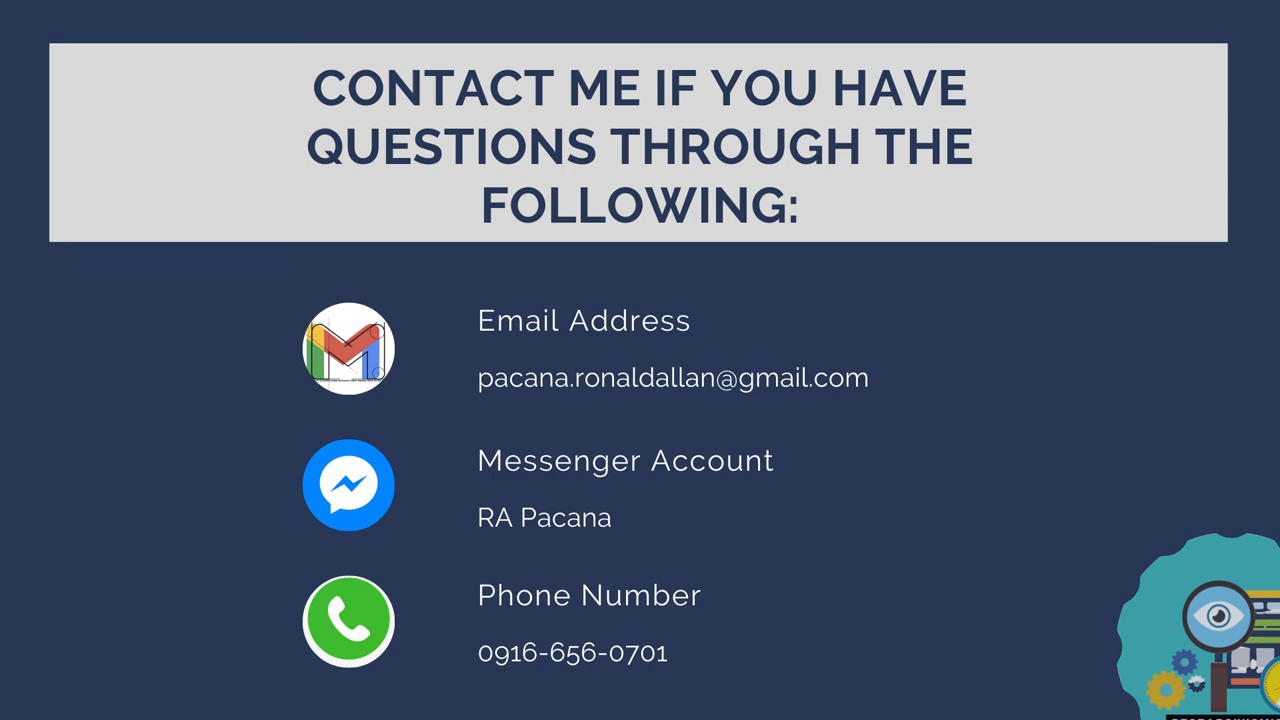 CONTACT ME IF YOU HAVE
QUESTIONS THROUGH THE
FOLLOWING:
Email Address
pacana.ronaldallan@gmail.com
Messenger Account
RA Pacana
Phone Number
0916-656-0701